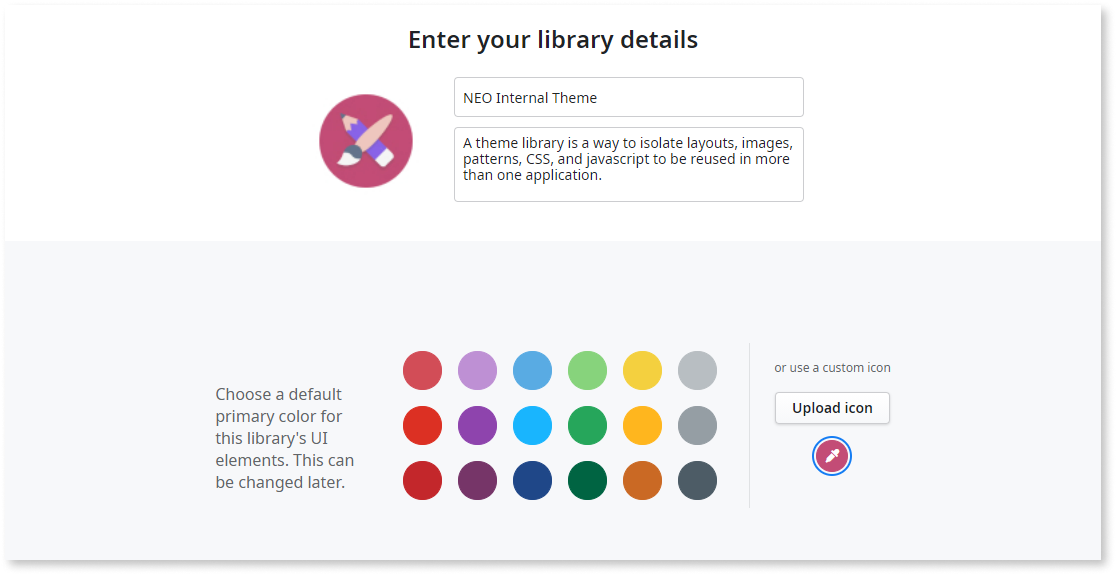 Enter your library details
NEO Internal Theme
A theme library is a way to isolate layouts, images,
patterns, CSS, and javascript to be reused in more
than one application.
Choose a default
primary color for
this library's UI
elements. This can
be changed later.
or use a custom icon
Upload icon